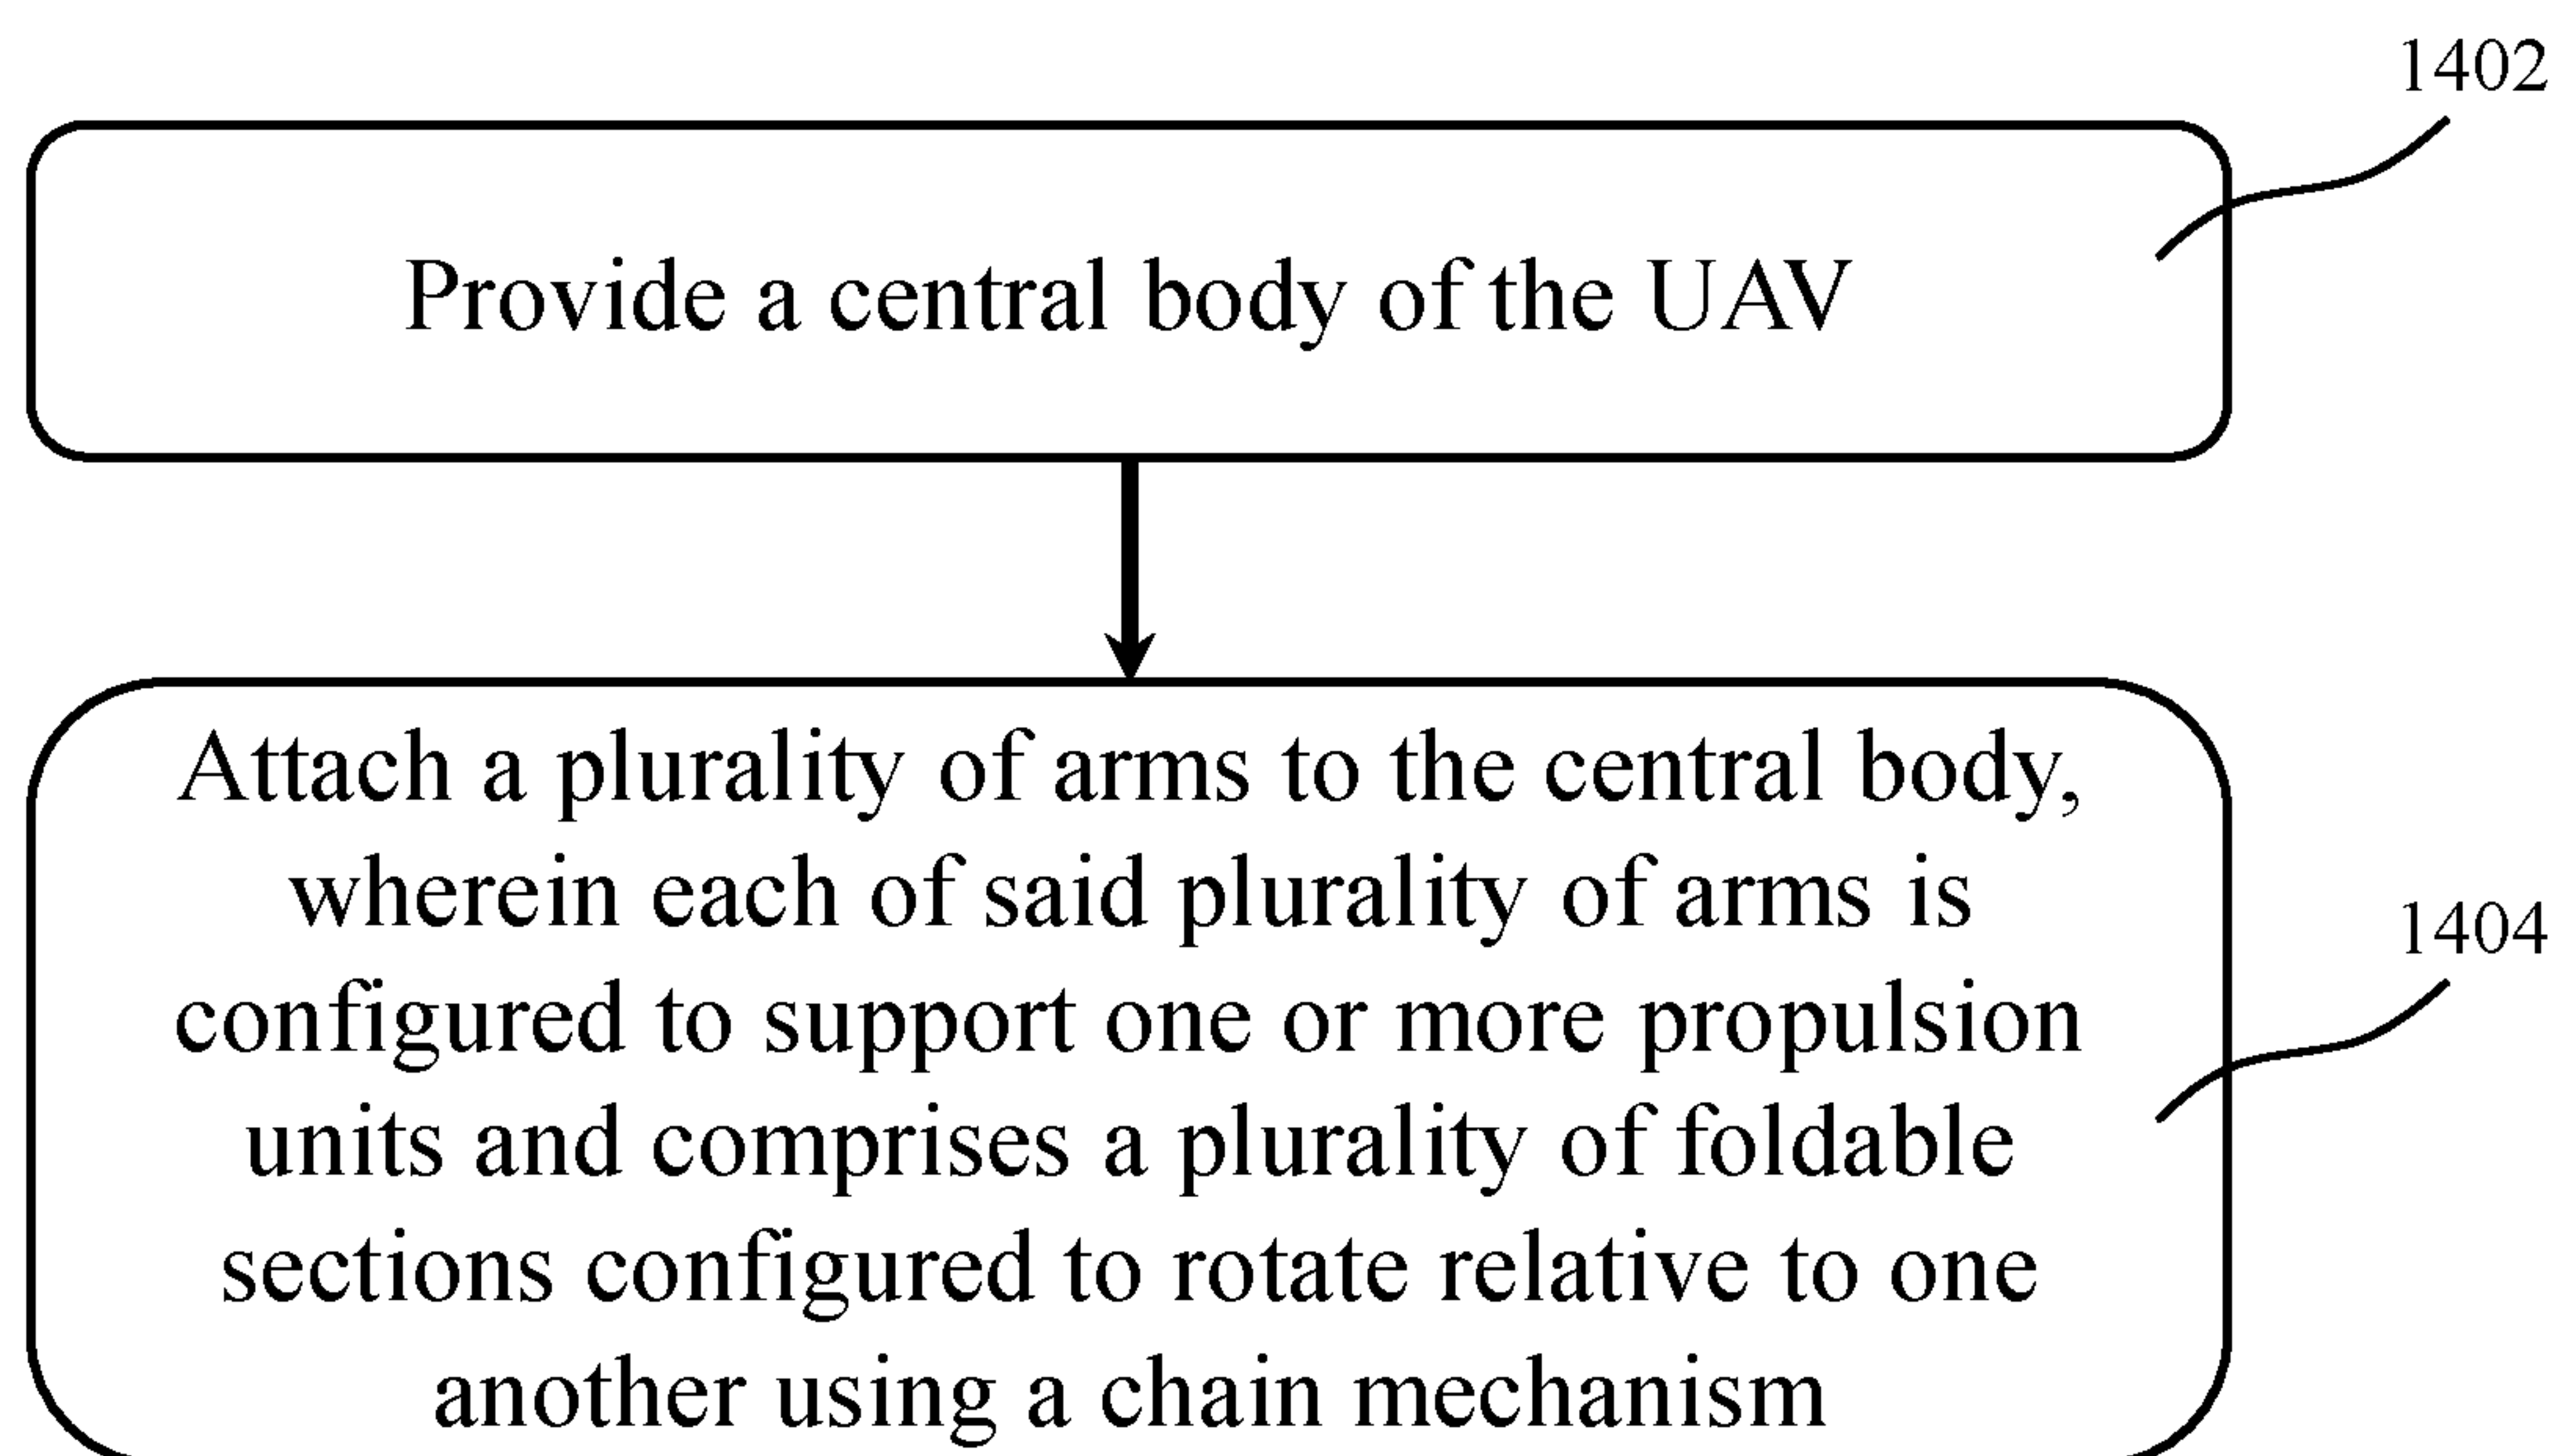 1402
Provide a central body of the UAV
Attach a plurality of arms to the central body,
wherein each of said plurality of arms is
configured to support one or more propulsion
units and comprises a plurality of foldable
sections configured to rotate relative to one
another using a chain mechanism
1404